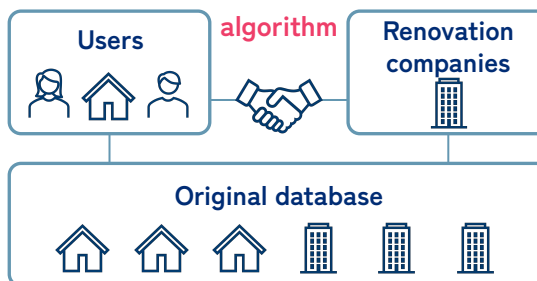 Users
algorithm
Renovation
companies
Original database